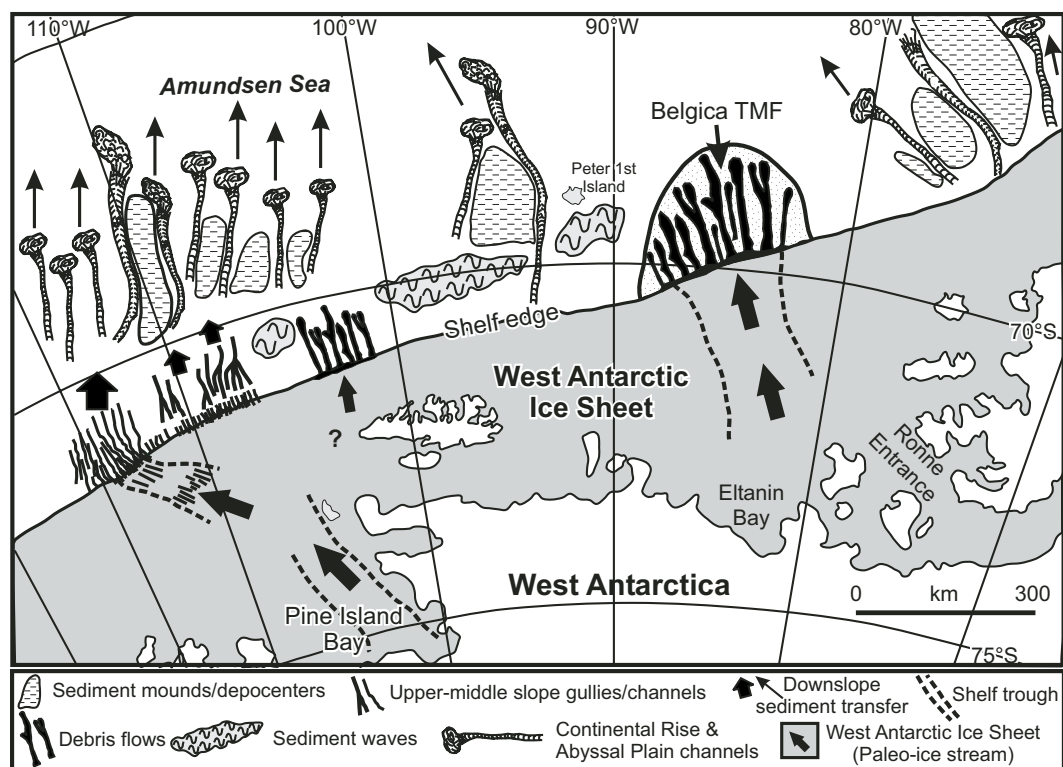 110°W
100°W
90°W
80°W
Amundsen Sea
Belgica TMF
Peter 1st
Island
Shelf-edge
70°S
West Antarctic
Ice Sheet
?
Ronne
Entrance
Eltanin
Bay
West Antarctica
0 km 300
Pine Island
Bay
75°S
Sediment mounds/depocenters
Upper-middle slope gullies/channels
Downslope
sediment transfer
Shelf trough
Debris flows
Sediment waves
Continental Rise &
Abyssal Plain channels
West Antarctic Ice Sheet
(Paleo-ice stream)